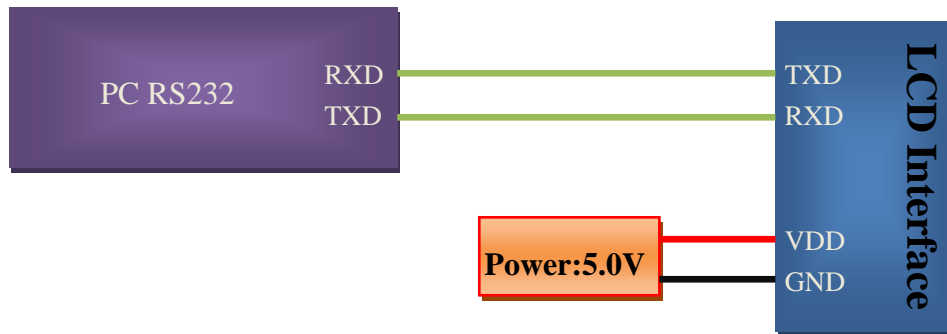 PC RS232
RXD
TXD
TXD
RXD
VDD
GND
LCD Interface
Power:5.0V